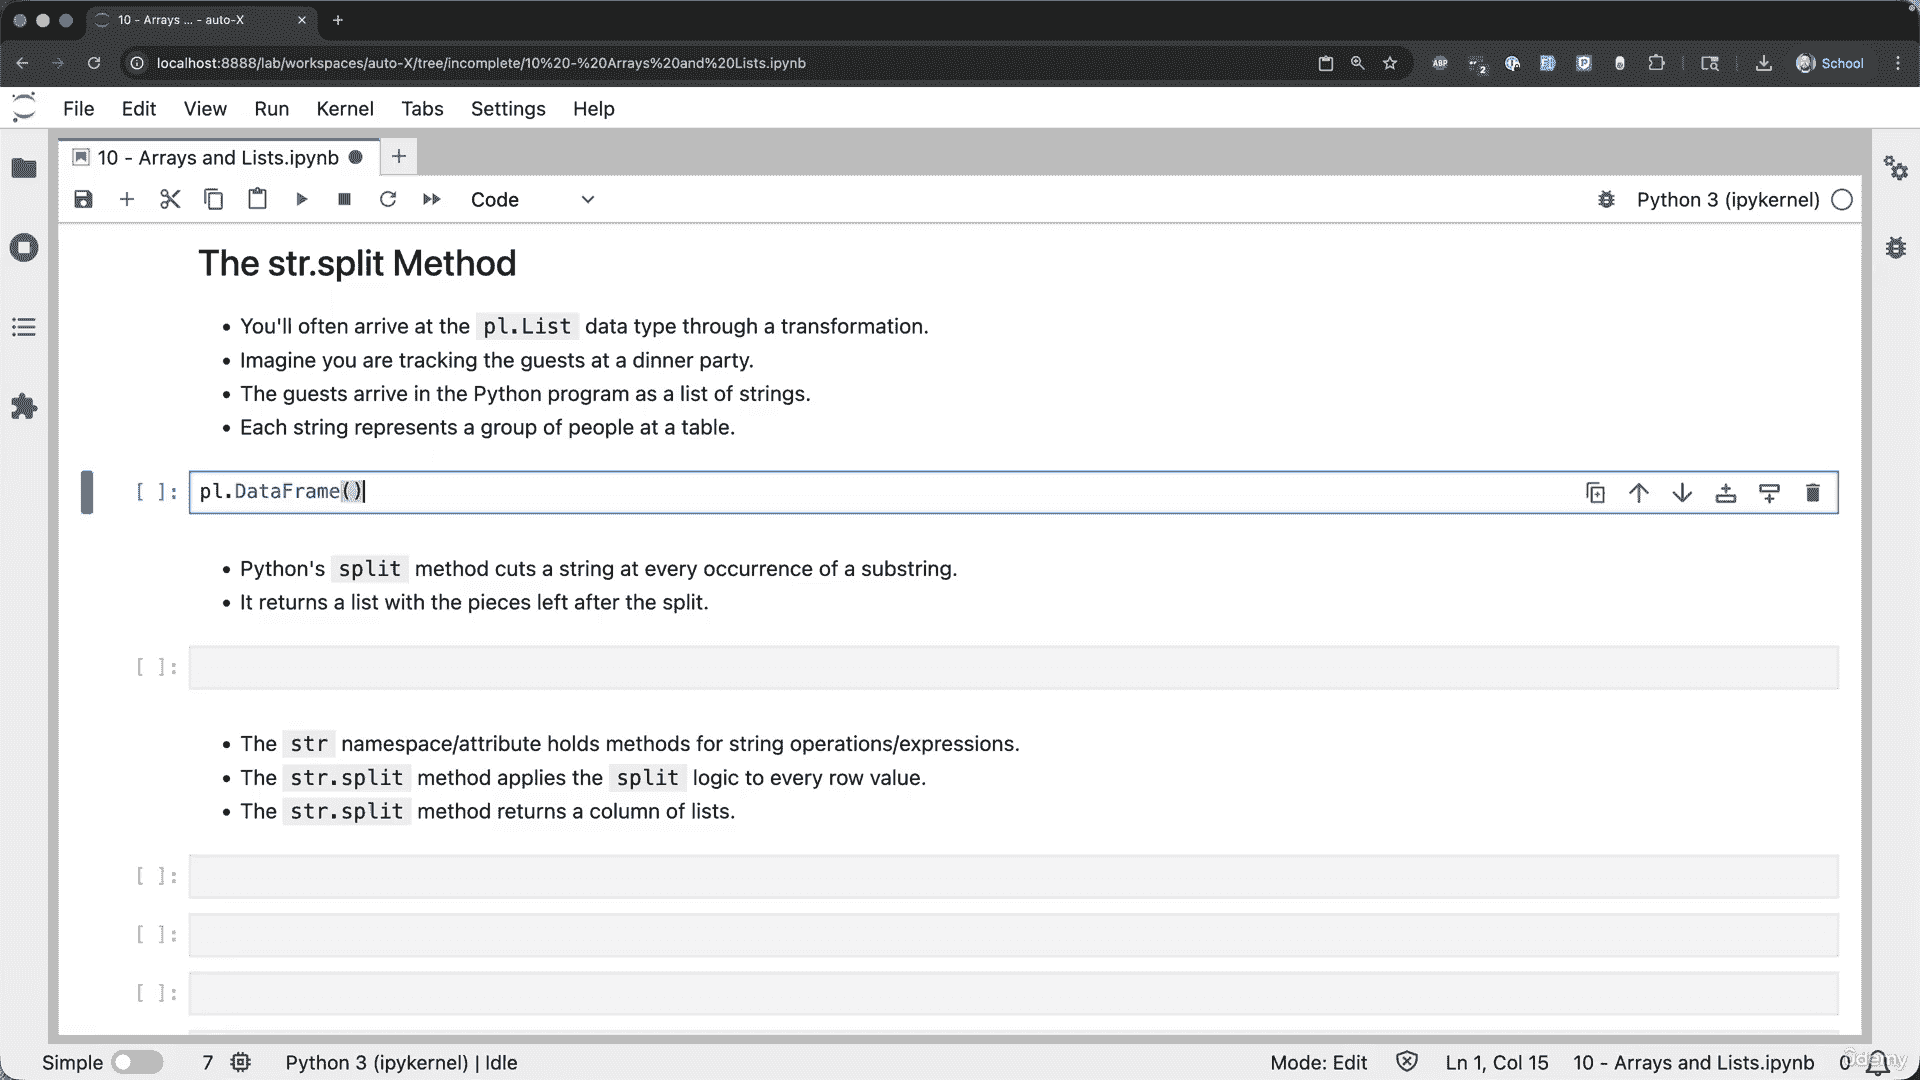 10 - Arrays ... - auto-X
localhost:8888/lab/workspaces/auto-X/tree/incomplete/10%20-%20Arrays%20and%20Lists.ipynb
ABP
2
School
File Edit View Run Kernel Tabs Settings Help
10 - Arrays and Lists.ipynb
Code
Python 3 (ipykernel)
The str.split Method
• You'll often arrive at the pl.List data type through a transformation.
• Imagine you are tracking the guests at a dinner party.
• The guests arrive in the Python program as a list of strings.
• Each string represents a group of people at a table.
[ ]: pl.DataFrame()
• Python's split method cuts a string at every occurrence of a substring.
• It returns a list with the pieces left after the split.
[ ]:
• The str namespace/attribute holds methods for string operations/expressions.
• The str.split method applies the split logic to every row value.
• The str.split method returns a column of lists.
[ ]:
[ ]:
[ ]:
Simple 7 Python 3 (ipykernel) | Idle Mode: Edit Ln 1, Col 15 10 - Arrays and Lists.ipynb 0
udemy